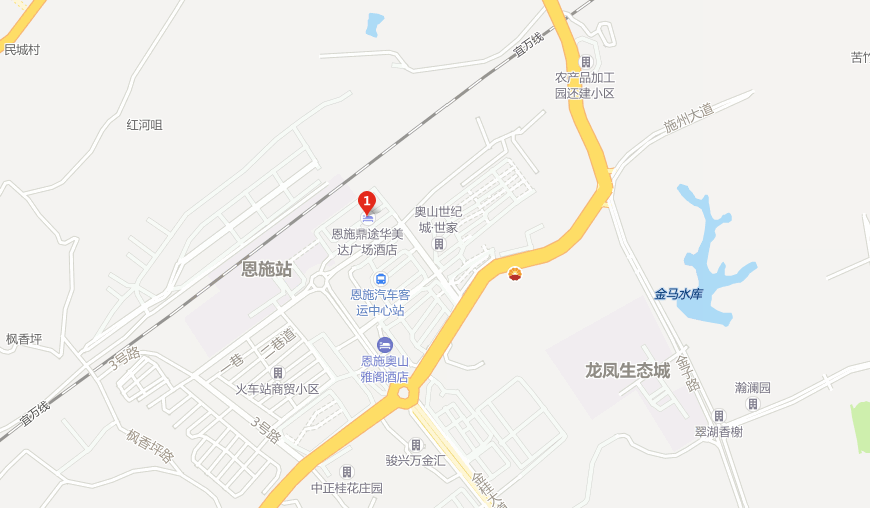 民城村
宜万线
苦竹
农产品加工
园还建小区
施州大道
红河咀
1
奥山世纪
城·世家
恩施鼎途华美
达广场酒店
恩施站
恩施汽车客
运中心站
金马水库
枫香坪
3号路
一巷
二巷道
恩施奥山
雅阁酒店
龙凤生态城
金子路
火车站商贸小区
瀚澜园
宜万线
3号路
翠湖香榭
枫香坪路
骏兴万金汇
金桂大道
中正桂花庄园